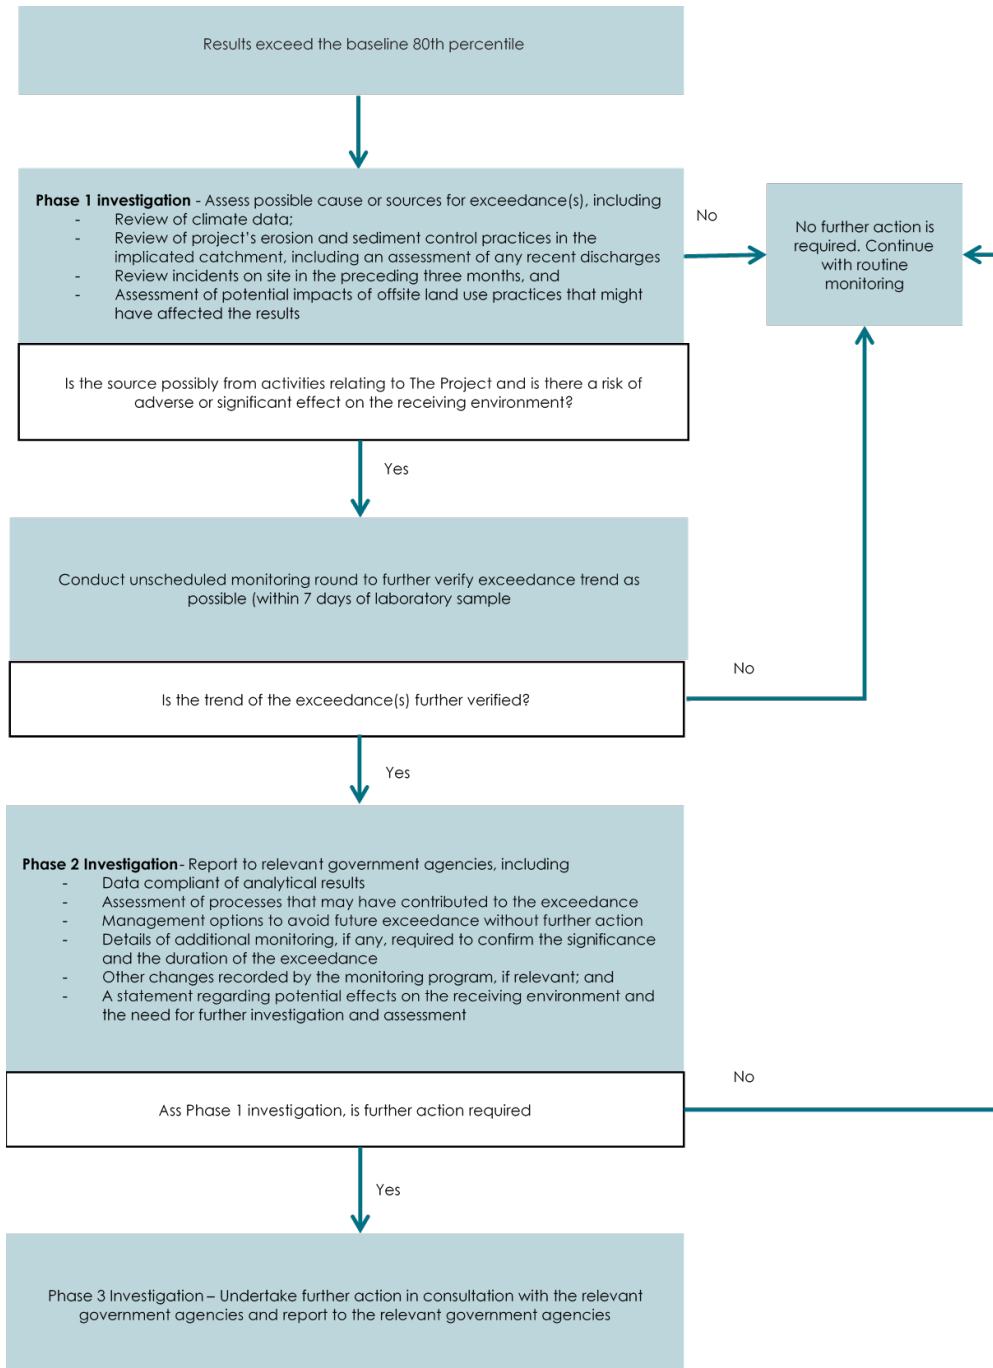 Results exceed the baseline 80th percentile
Phase 1 investigation - Assess possible cause or sources for exceedance(s), including
- Review of climate data;
- Review of project's erosion and sediment control practices in the
implicated catchment, including an assessment of any recent discharges
- Review incidents on site in the preceding three months, and
- Assessment of potential impacts of offsite land use practices that might
have affected the results
No
No further action is
required. Continue
with routine
monitoring
Is the source possibly from activities relating to The Project and is there a risk of
adverse or significant effect on the receiving environment?
Yes
Conduct unscheduled monitoring round to further verify exceedance trend as
possible (within 7 days of laboratory sample
No
Is the trend of the exceedance(s) further verified?
Yes
Phase 2 Investigation- Report to relevant government agencies, including
- Data compliant of analytical results
- Assessment of processes that may have contributed to the exceedance
- Management options to avoid future exceedance without further action
- Details of additional monitoring, if any, required to confirm the significance
and the duration of the exceedance
- Other changes recorded by the monitoring program, if relevant; and
- A statement regarding potential effects on the receiving environment and
the need for further investigation and assessment
No
Ass Phase 1 investigation, is further action required
Yes
Phase 3 Investigation – Undertake further action in consultation with the relevant
government agencies and report to the relevant government agencies